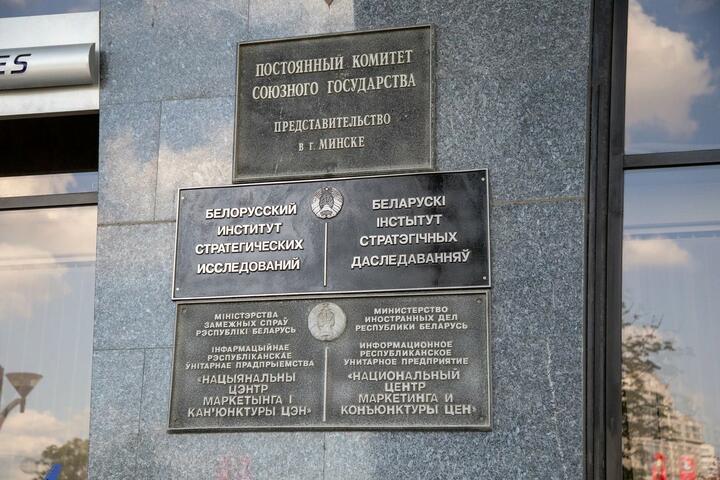 ES
ПОСТОЯННЫЙ КОМИТЕТ
СОЮЗНОГО ГОСУДАРСТВА
ПРЕДСТАВИТЕЛЬСТВО
В Г. МИНСКЕ
БЕЛОРУССКИЙ
ИНСТИТУТ
СТРАТЕГИЧЕСКИХ
ИССЛЕДОВАНИЙ
БЕЛАРУСКІ
ІНСТЫТУТ
СТРАТЭГІЧНЫХ
ДАСЛЕДАВАННЯЎ
МІНІСТЭРСТВА
ЗАМЕЖНЫХ СПРАЎ
РЭСПУБЛІКІ БЕЛАРУСЬ
ІНФАРМАЦЫЙНАЕ
РЭСПУБЛІКАНСКАЕ
УНІТАРНАЕ ПРАДПРЫЕМСТВА
«НАЦЫЯНАЛЬНЫ
ЦЭНТР
МАРКЕТЫНГА І
КАН'ЮНКТУРЫ ЦЭН»
МИНИСТЕРСТВО
ИНОСТРАННЫХ ДЕЛ
РЕСПУБЛИКИ БЕЛАРУСЬ
ИНФОРМАЦИОННОЕ
РЕСПУБЛИКАНСКОЕ
УНИТАРНОЕ ПРЕДПРИЯТИЕ
«НАЦИОНАЛЬНЫЙ
ЦЕНТР
МАРКЕТИНГА И
КОНЪЮНКТУРЫ ЦЕН»